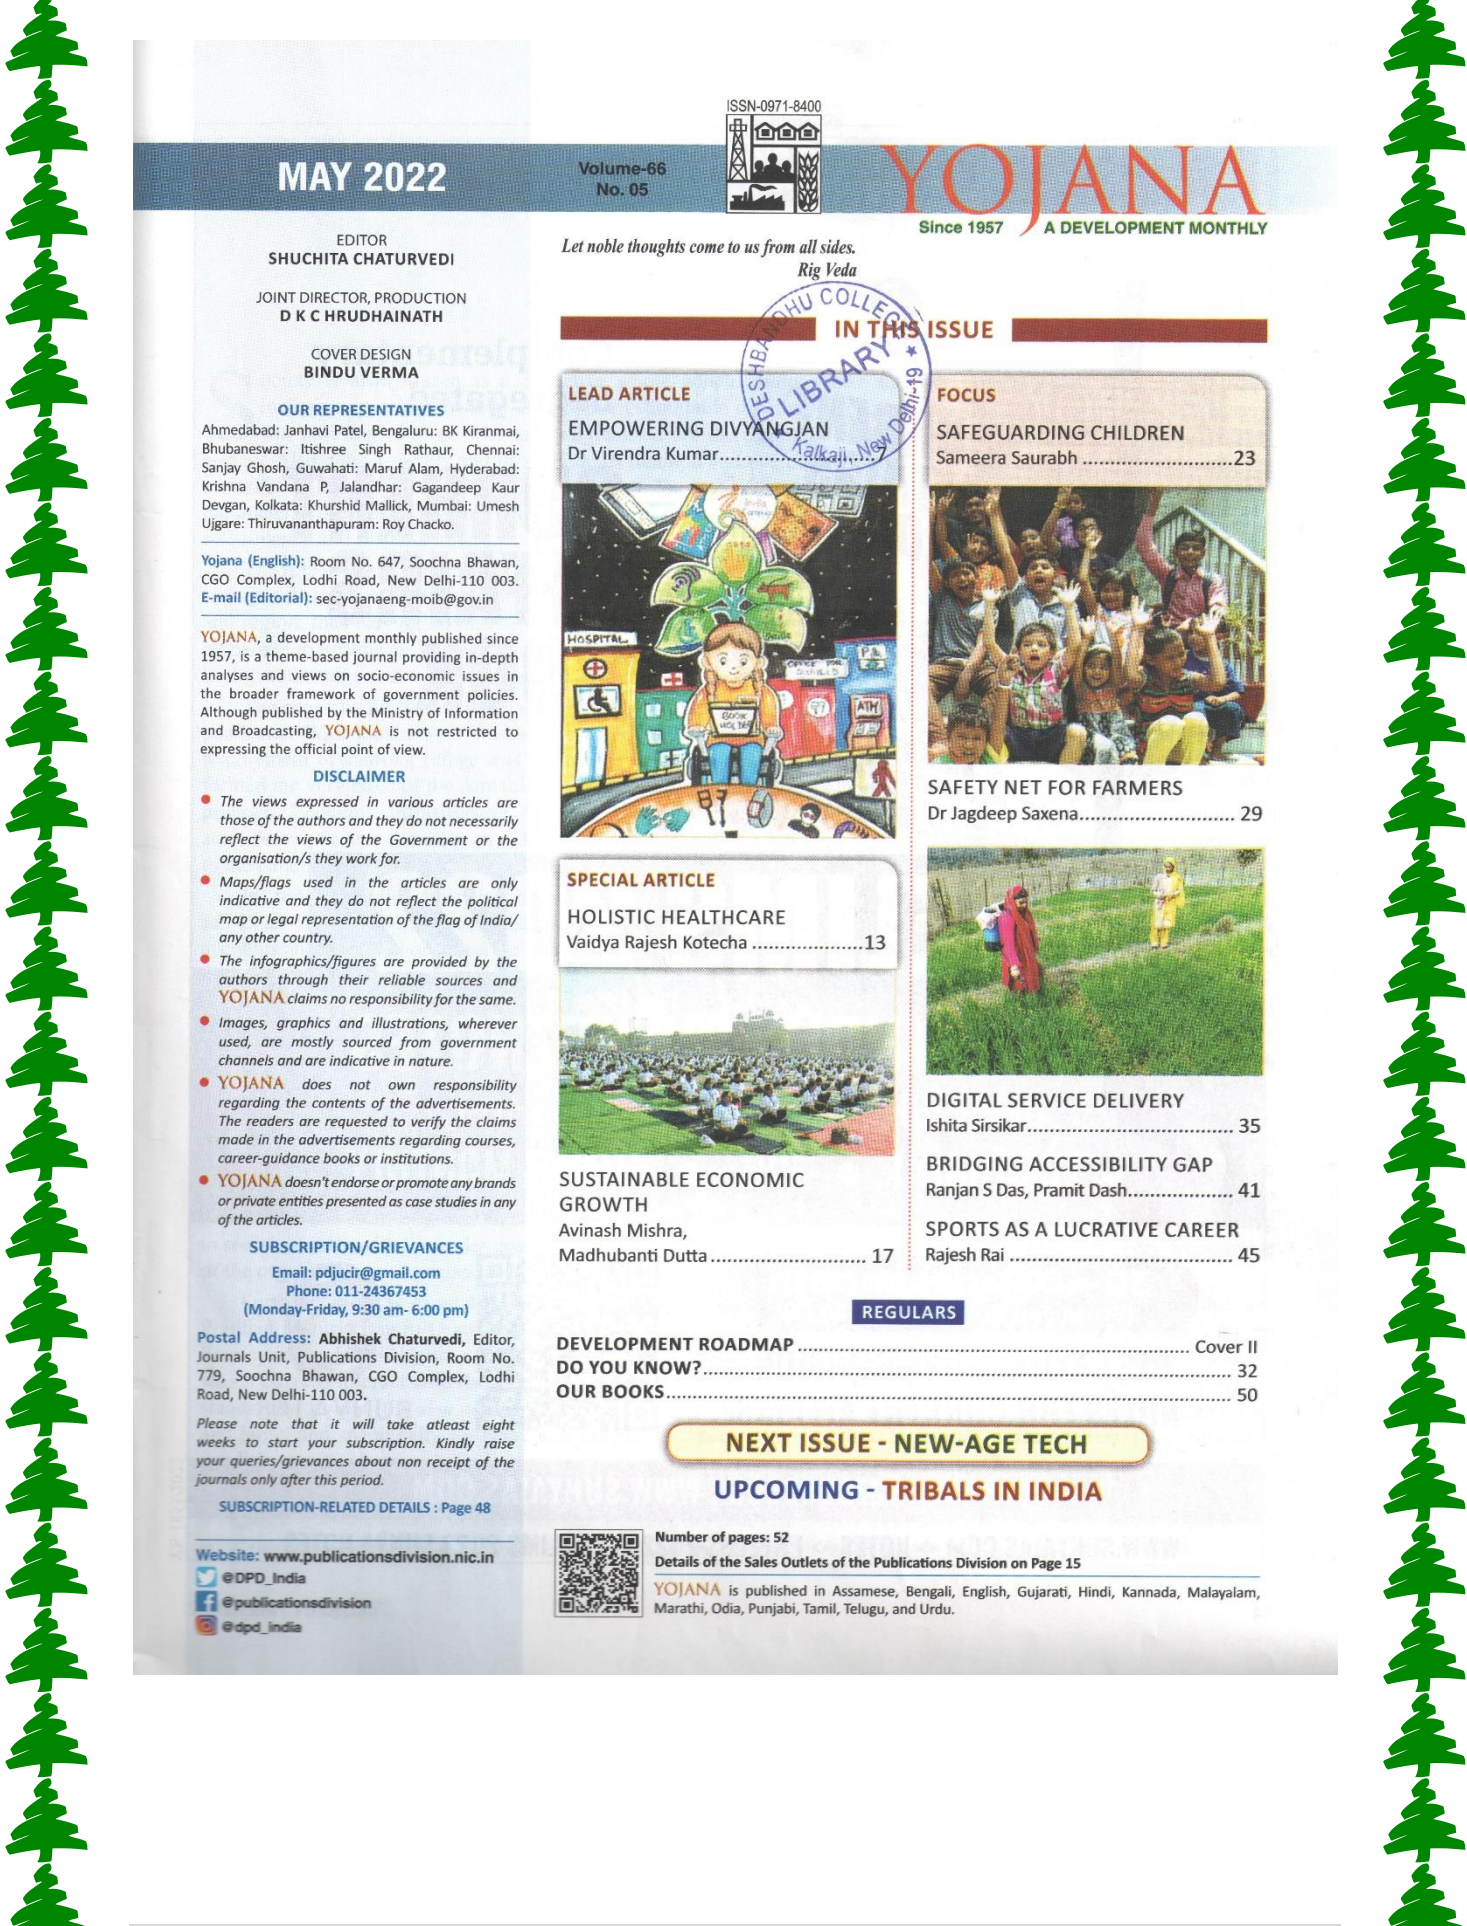 ISSN-0971-8400
MAY 2022
Volume-66
No. 05
YOJANA
Since 1957
A DEVELOPMENT MONTHLY
EDITOR
SHUCHITA CHATURVEDI
JOINT DIRECTOR, PRODUCTION
D K C HRUDHAINATH
COVER DESIGN
BINDU VERMA
OUR REPRESENTATIVES
Ahmedabad: Janhavi Patel, Bengaluru: BK Kiranmai,
Bhubaneswar: Itishree Singh Rathaur, Chennai:
Sanjay Ghosh, Guwahati: Maruf Alam, Hyderabad:
Krishna Vandana P, Jalandhar: Gagandeep Kaur
Devgan, Kolkata: Khurshid Mallick, Mumbai: Umesh
Ujgare: Thiruvananthapuram: Roy Chacko.
Yojana (English): Room No. 647, Soochna Bhawan,
CGO Complex, Lodhi Road, New Delhi-110 003.
E-mail (Editorial): sec-yojanaeng-moib@gov.in
YOJANA, a development monthly published since
1957, is a theme-based journal providing in-depth
analyses and views on socio-economic issues in
the broader framework of government policies.
Although published by the Ministry of Information
and Broadcasting, YOJANA is not restricted to
expressing the official point of view.
DISCLAIMER
• The views expressed in various articles are
those of the authors and they do not necessarily
reflect the views of the Government or the
organisation/s they work for.
• Maps/flags used in the articles are only
indicative and they do not reflect the political
map or legal representation of the flag of India/
any other country.
• The infographics/figures are provided by the
authors through their reliable sources and
YOJANA claims no responsibility for the same.
• Images, graphics and illustrations, wherever
used, are mostly sourced from government
channels and are indicative in nature.
• YOJANA does not own responsibility
regarding the contents of the advertisements.
The readers are requested to verify the claims
made in the advertisements regarding courses,
career-guidance books or institutions.
• YOJANA doesn't endorse or promote any brands
or private entities presented as case studies in any
of the articles.
SUBSCRIPTION/GRIEVANCES
Email: pdjucir@gmail.com
Phone: 011-24367453
(Monday-Friday, 9:30 am- 6:00 pm)
Postal Address: Abhishek Chaturvedi, Editor,
Journals Unit, Publications Division, Room No.
779, Soochna Bhawan, CGO Complex, Lodhi
Road, New Delhi-110 003.
Please note that it will take atleast eight
weeks to start your subscription. Kindly raise
your queries/grievances about non receipt of the
journals only after this period.
SUBSCRIPTION-RELATED DETAILS : Page 48
Website: www.publicationsdivision.nic.in
@DPD_India
@publicationsdivision
@dpd_india
Let noble thoughts come to us from all sides.
Rig Veda
IN THIS ISSUE
DESHBANDHU COLLEGE
LIBRARY
Kalkaji, New Delhi-19
LEAD ARTICLE
EMPOWERING DIVYANGJAN
Dr Virendra Kumar........................7
HOSPITAL
BOOK
ATM
SPECIAL ARTICLE
HOLISTIC HEALTHCARE
Vaidya Rajesh Kotecha ....................13
SUSTAINABLE ECONOMIC
GROWTH
Avinash Mishra,
Madhubanti Dutta ............................ 17
FOCUS
SAFEGUARDING CHILDREN
Sameera Saurabh ...........................23
SAFETY NET FOR FARMERS
Dr Jagdeep Saxena............................ 29
DIGITAL SERVICE DELIVERY
Ishita Sirsikar..................................... 35
BRIDGING ACCESSIBILITY GAP
Ranjan S Das, Pramit Dash................... 41
SPORTS AS A LUCRATIVE CAREER
Rajesh Rai ........................................ 45
REGULARS
DEVELOPMENT ROADMAP ........................................ Cover II
DO YOU KNOW?........................................ 32
OUR BOOKS........................................ 50
NEXT ISSUE - NEW-AGE TECH
UPCOMING - TRIBALS IN INDIA
Number of pages: 52
Details of the Sales Outlets of the Publications Division on Page 15
YOJANA is published in Assamese, Bengali, English, Gujarati, Hindi, Kannada, Malayalam,
Marathi, Odia, Punjabi, Tamil, Telugu, and Urdu.